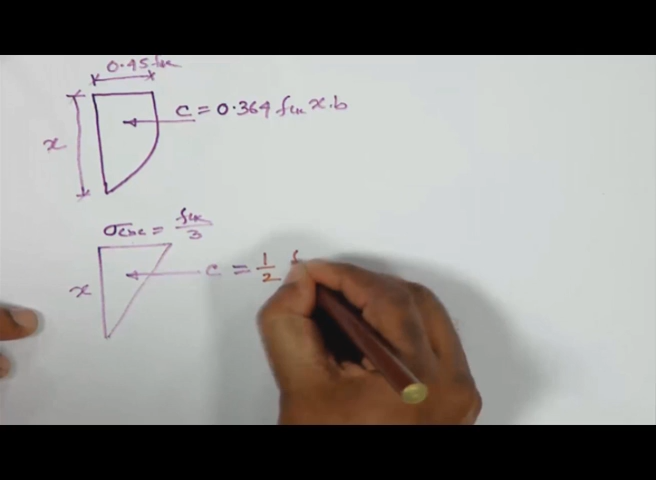 0.45 fck
x
C = 0.364 fck x.b
σcbc = fck/3
x
C = 1/2 f